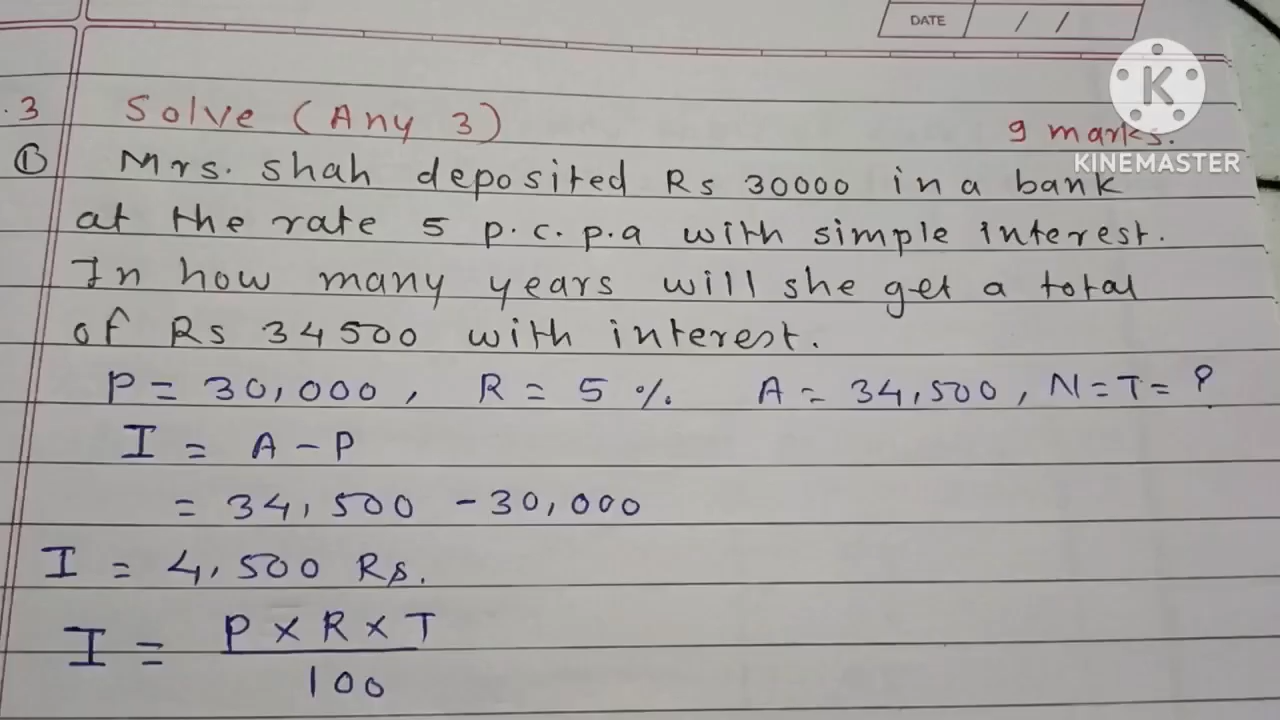 DATE / /
K
KINEMASTER
.3 Solve (Any 3) 9 marks.
① Mrs. shah deposited Rs 30000 in a bank
at the rate 5 p.c.p.a with simple interest.
In how many years will she get a total
of Rs 34500 with interest.
P = 30,000, R = 5 %. A = 34,500, N = T = ?
I = A - P
= 34,500 - 30,000
I = 4,500 Rs.
I = P × R × T
100